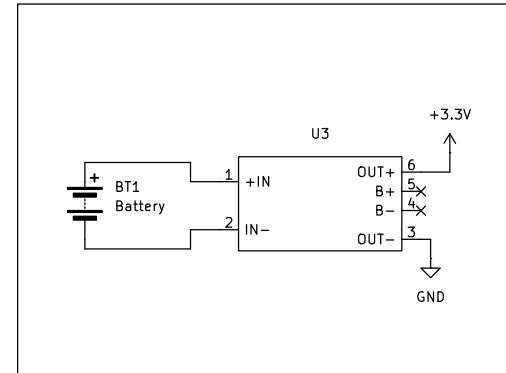 +3.3V
U3
1 +IN
OUT+ 6
B+ 5
B- 4
2 IN-
OUT- 3
+
BT1
Battery
GND